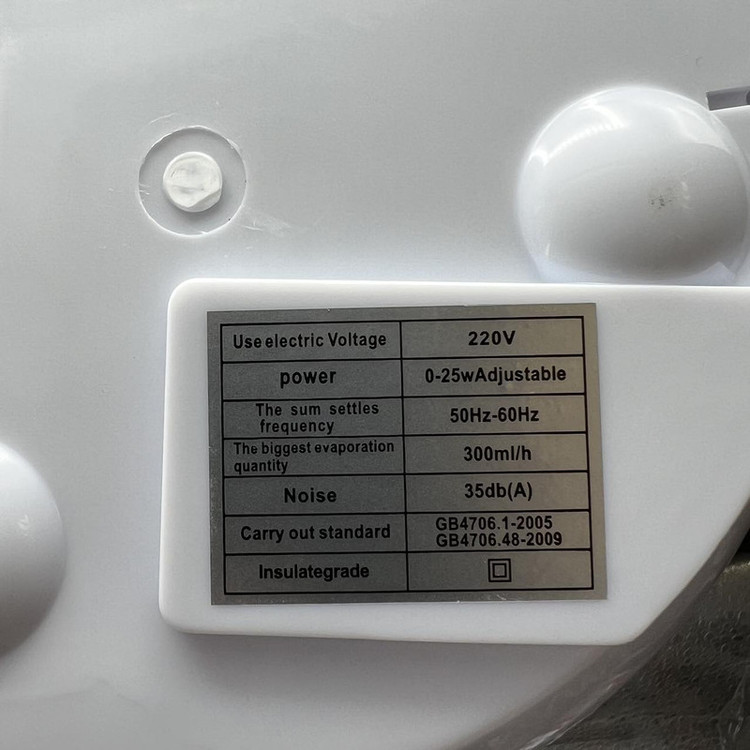 Use electric Voltage 220V
power 0-25wAdjustable
The sum settles
frequency
50Hz-60Hz
The biggest evaporation
quantity
300ml/h
Noise 35db(A)
Carry out standard
GB4706.1-2005
GB4706.48-2009
Insulategrade